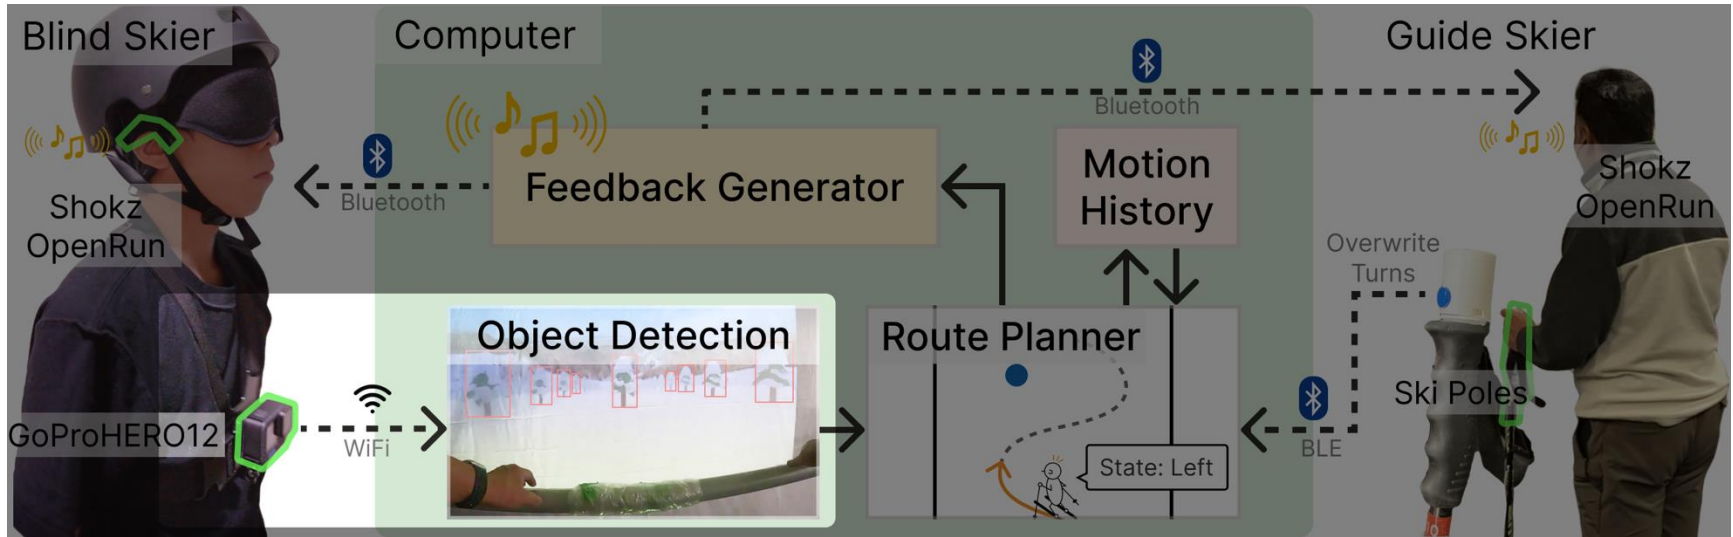 Blind Skier
Computer
Guide Skier
Bluetooth
Feedback Generator
Motion
History
Bluetooth
Shokz
OpenRun
Shokz
OpenRun
Overwrite
Turns
Object Detection
Route Planner
Ski Poles
GoProHERO12
WiFi
State: Left
BLE